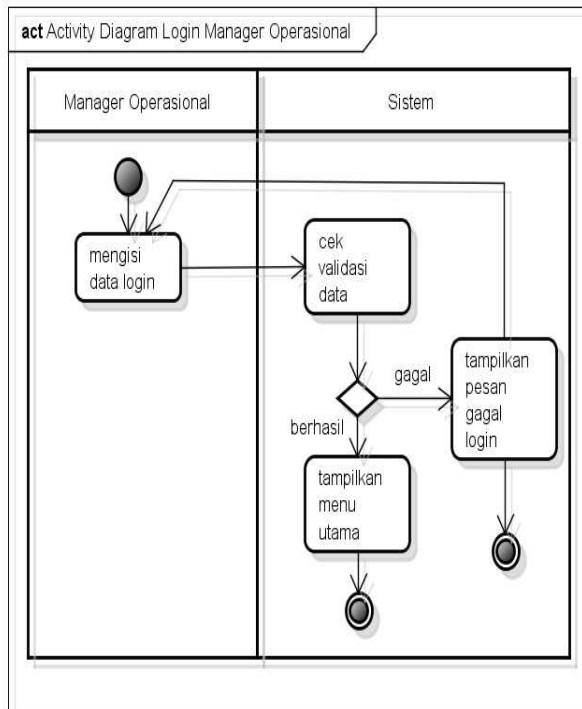 act Activity Diagram Login Manager Operasional
Manager Operasional
Sistem
mengisi
data login
cek
validasi
data
gagal
tampilkan
pesan
gagal
login
berhasil
tampilkan
menu
utama